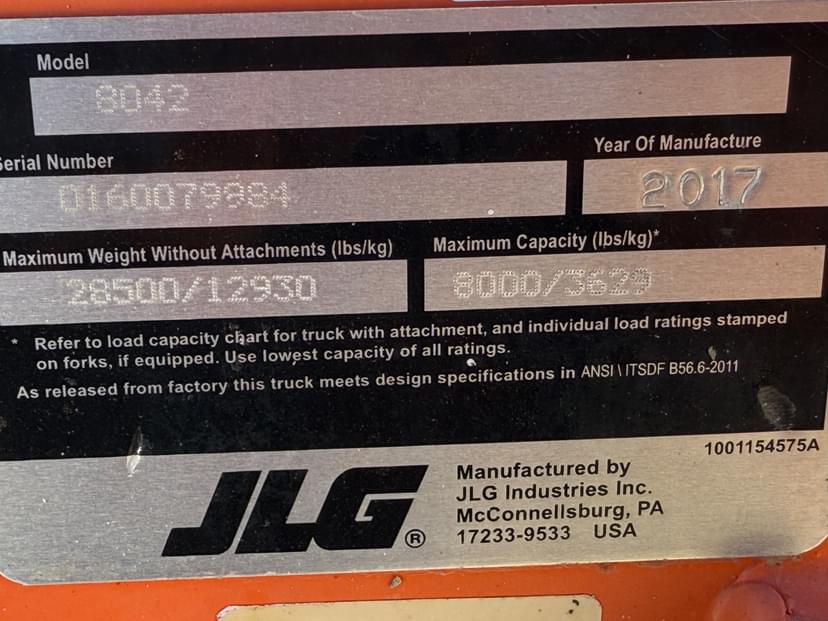 Model
8042
Serial Number
Year Of Manufacture
0160079984
2017
Maximum Weight Without Attachments (lbs/kg)
Maximum Capacity (lbs/kg)*
28500/12930
8000/3629
* Refer to load capacity chart for truck with attachment, and individual load ratings stamped
on forks, if equipped. Use lowest capacity of all ratings.
As released from factory this truck meets design specifications in ANSI \ ITSDF B56.6-2011
1001154575A
JLG®
Manufactured by
JLG Industries Inc.
McConnellsburg, PA
17233-9533 USA